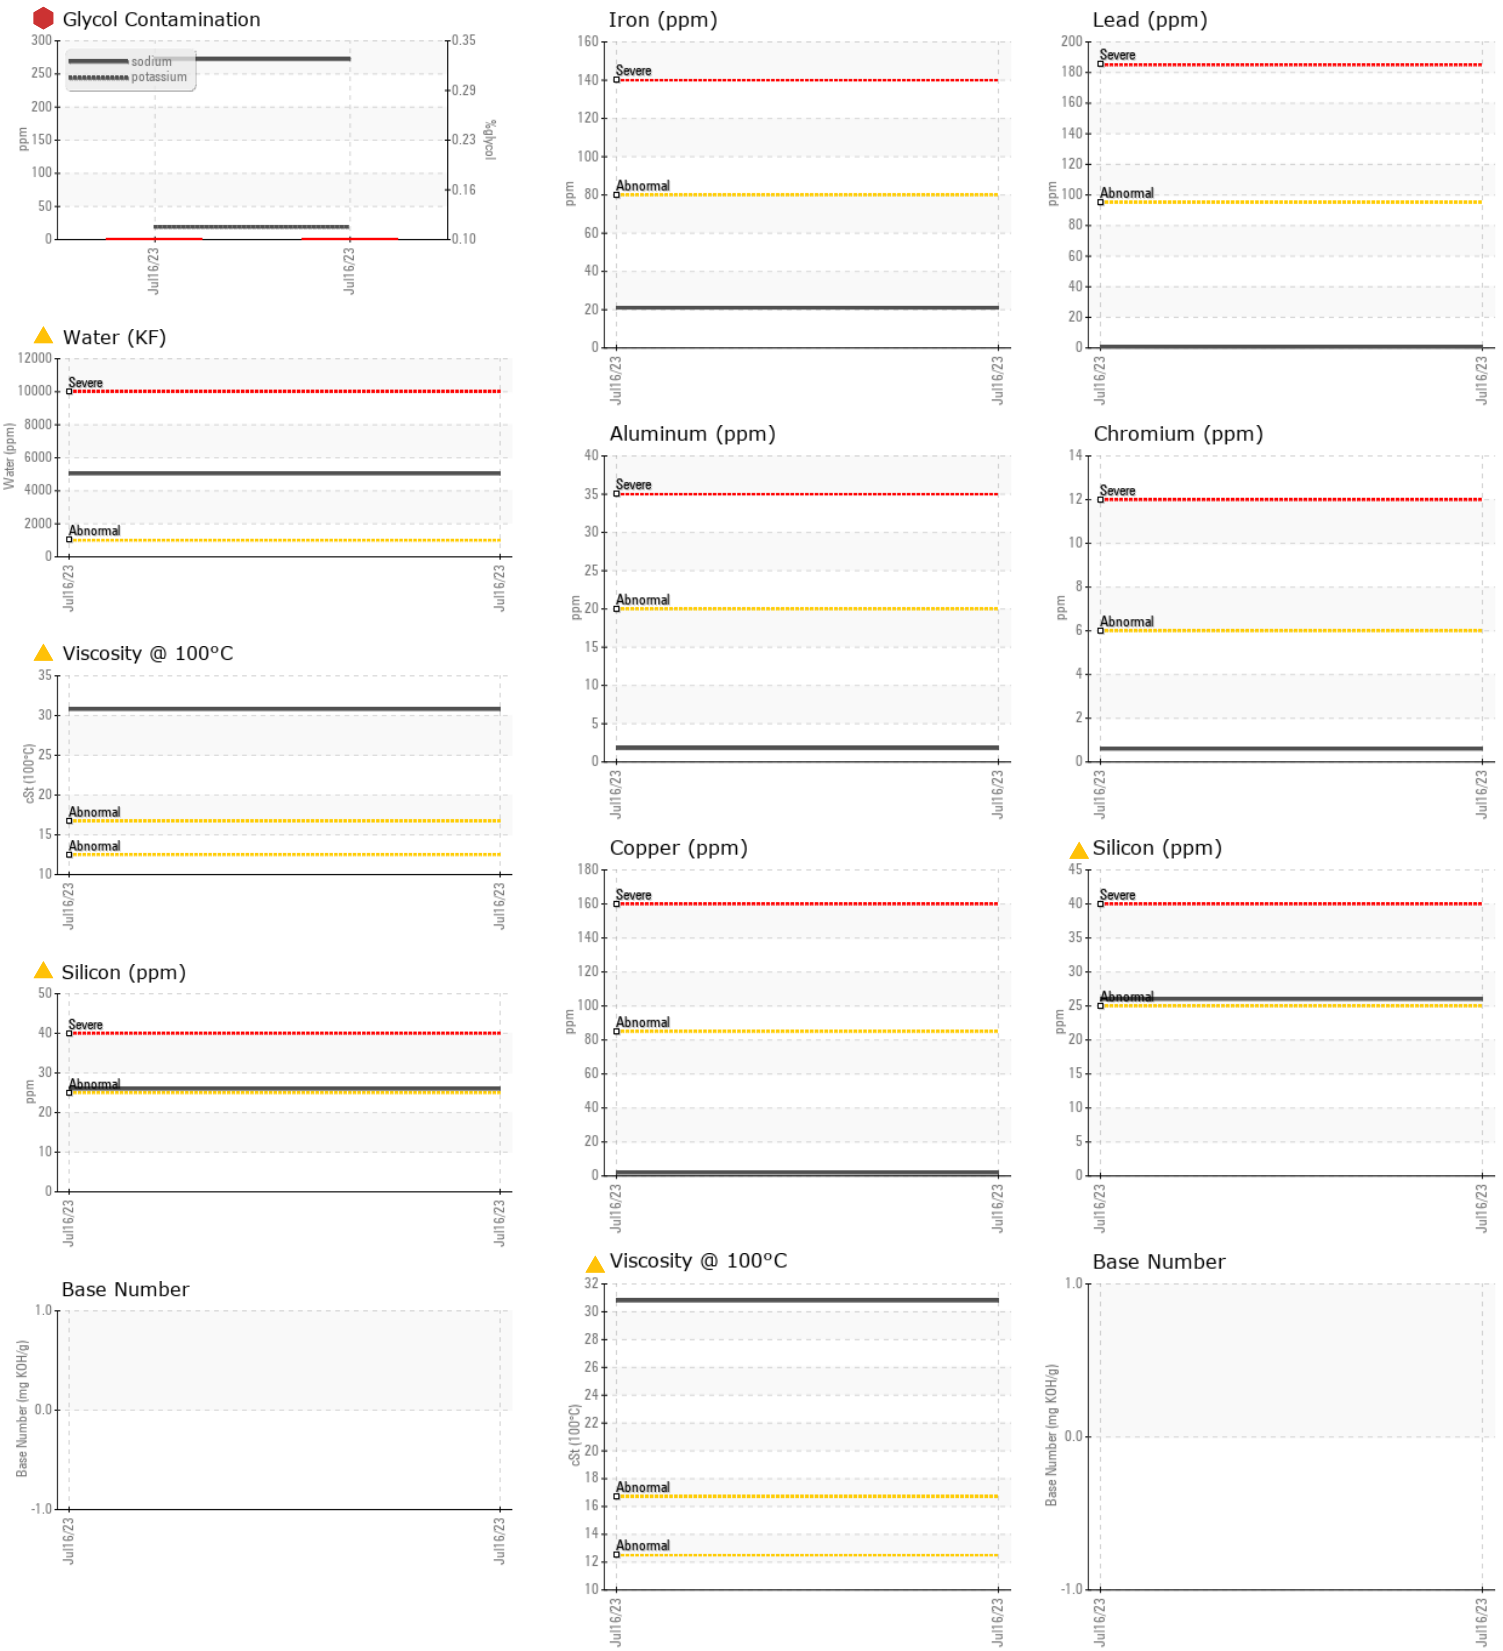 Glycol Contamination
300
250
200
150
100
50
0
ppm
sodium
potassium
0.35
0.29
0.23
0.16
0.10
%glycol
Jul16/23
Jul16/23
Water (KF)
12000
10000
8000
6000
4000
2000
0
Water (ppm)
Severe
Abnormal
Jul16/23
Jul16/23
Viscosity @ 100°C
35
30
25
20
15
10
cSt (100°C)
Abnormal
Abnormal
Jul16/23
Jul16/23
Silicon (ppm)
50
40
30
20
10
0
ppm
Severe
Abnormal
Jul16/23
Jul16/23
Base Number
1.0
0.0
-1.0
Base Number (mg KOH/g)
Jul16/23
Jul16/23
Iron (ppm)
160
140
120
100
80
60
40
20
0
ppm
Severe
Abnormal
Jul16/23
Jul16/23
Lead (ppm)
200
180
160
140
120
100
80
60
40
20
0
ppm
Severe
Abnormal
Jul16/23
Jul16/23
Aluminum (ppm)
40
35
30
25
20
15
10
5
0
ppm
Severe
Abnormal
Jul16/23
Jul16/23
Chromium (ppm)
14
12
10
8
6
4
2
0
ppm
Severe
Abnormal
Jul16/23
Jul16/23
Copper (ppm)
180
160
140
120
100
80
60
40
20
0
ppm
Severe
Abnormal
Jul16/23
Jul16/23
Silicon (ppm)
45
40
35
30
25
20
15
10
5
0
ppm
Severe
Abnormal
Jul16/23
Jul16/23
Viscosity @ 100°C
32
30
28
26
24
22
20
18
16
14
12
10
cSt (100°C)
Abnormal
Abnormal
Jul16/23
Jul16/23
Base Number
1.0
0.0
-1.0
Base Number (mg KOH/g)
Jul16/23
Jul16/23